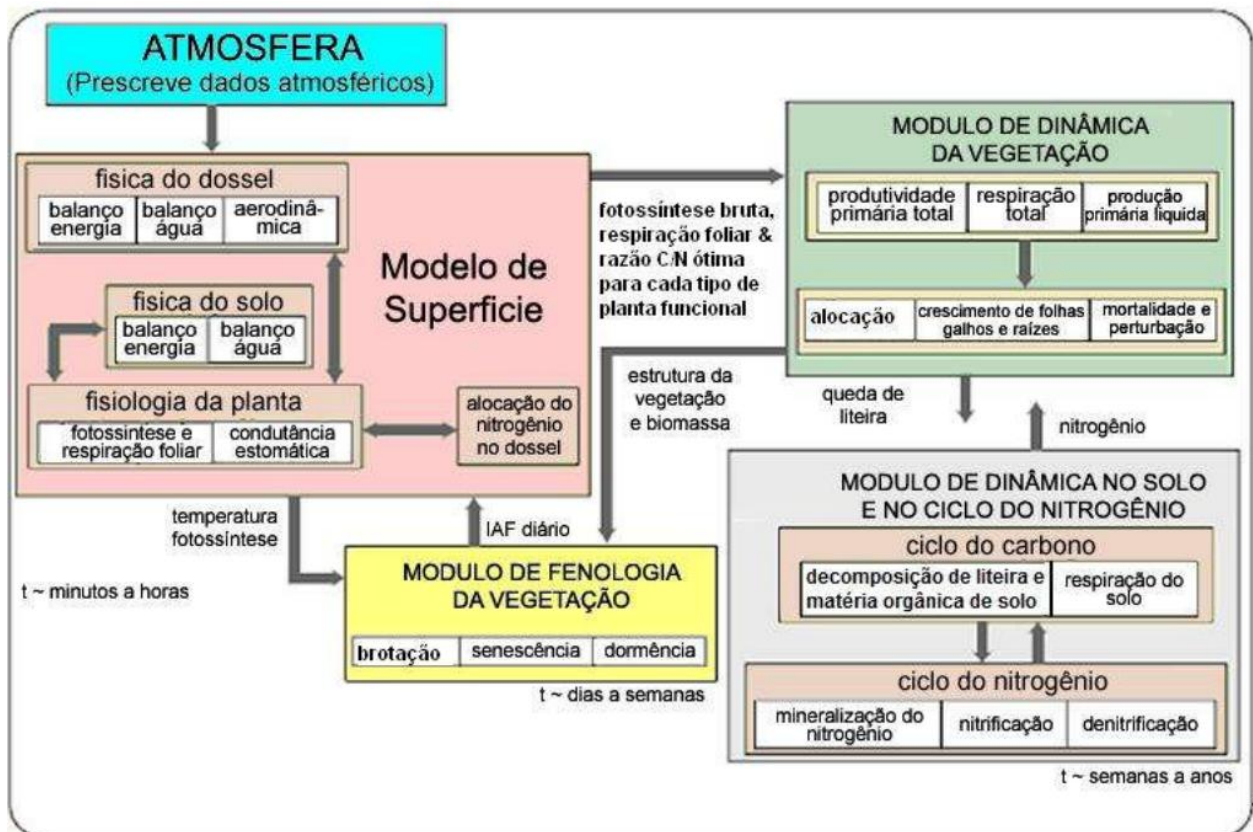 ATMOSFERA
(Prescreve dados atmosféricos)
fisica do dossel
balanço
energia
balanço
água
aerodinâ-
mica
Modelo de
Superficie
fisica do solo
balanço
energia
balanço
água
fisiologia da planta
fotossintese e
respiração foliar
condutância
estomática
alocação do
nitrogênio
no dossel
fotossíntese bruta,
respiração foliar &
razão C/N ótima
para cada tipo de
planta funcional
MODULO DE DINÂMICA
DA VEGETAÇÃO
produtividade
primária total
respiração
total
produção
primária liquida
alocação
crescimento de folhas
galhos e raízes
mortalidade e
perturbação
estrutura da
vegetação
e biomassa
queda de
liteira
nitrogênio
temperatura
fotossíntese
IAF diário
t ~ minutos a horas
MODULO DE FENOLOGIA
DA VEGETAÇÃO
brotação
senescência
dormência
t ~ dias a semanas
MODULO DE DINÂMICA NO SOLO
E NO CICLO DO NITROGÊNIO
ciclo do carbono
decomposição de liteira e
matéria orgânica de solo
respiração do
solo
ciclo do nitrogênio
mineralização do
nitrogênio
nitrificação
denitrificação
t ~ semanas a anos